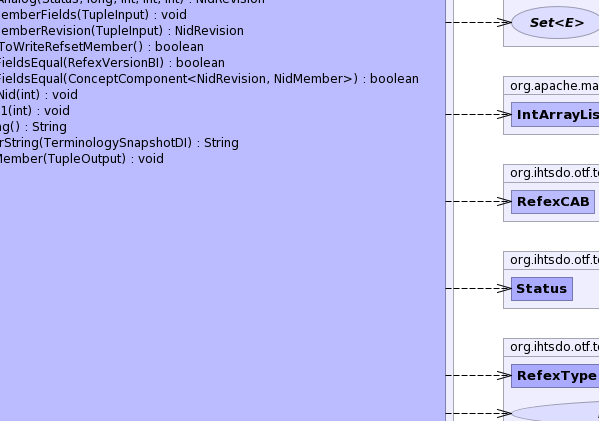 Analog(Status, long, int, int, int) : NidRevision
emberFields(TupleInput) : void
emberRevision(TupleInput) : NidRevision
ToWriteRefsetMember() : boolean
FieldsEqual(RefexVersionBI) : boolean
FieldsEqual(ConceptComponent<NidRevision, NidMember>) : boolean
Nid(int) : void
1(int) : void
ng() : String
rString(TerminologySnapshotDI) : String
Member(TupleOutput) : void
Set<E>
org.apache.ma
IntArrayLis
org.ihtsdo.otf.t
RefexCAB
org.ihtsdo.otf.t
Status
org.ihtsdo.otf.t
RefexType